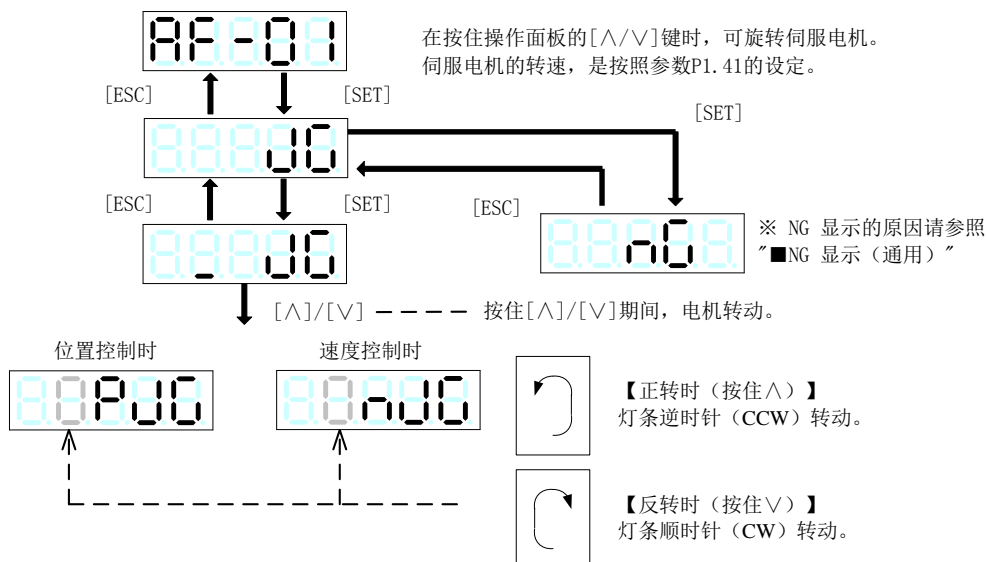 AF-01
在按住操作面板的[∧/∨]键时，可旋转伺服电机。
伺服电机的转速，是按照参数P1.41的设定。
[ESC]
[SET]
[SET]
JG
[ESC]
[SET]
[ESC]
_ JG
nG
※ NG 显示的原因请参照
"■NG 显示（通用）"
[∧]/[∨] ———— 按住[∧]/[∨]期间，电机转动。
位置控制时
速度控制时
PJG
nJG
【正转时（按住∧）】
灯条逆时针（CCW）转动。
【反转时（按住∨）】
灯条顺时针（CW）转动。